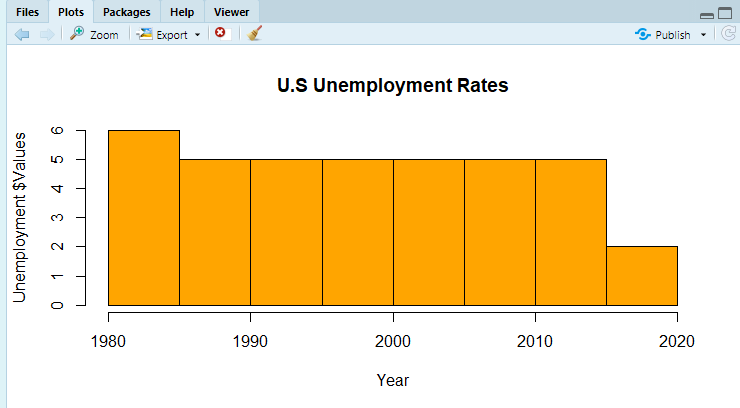 Files Plots Packages Help Viewer
Zoom Export Publish
U.S Unemployment Rates
Unemployment $Values
6
5
4
3
2
1
0
1980 1990 2000 2010 2020
Year